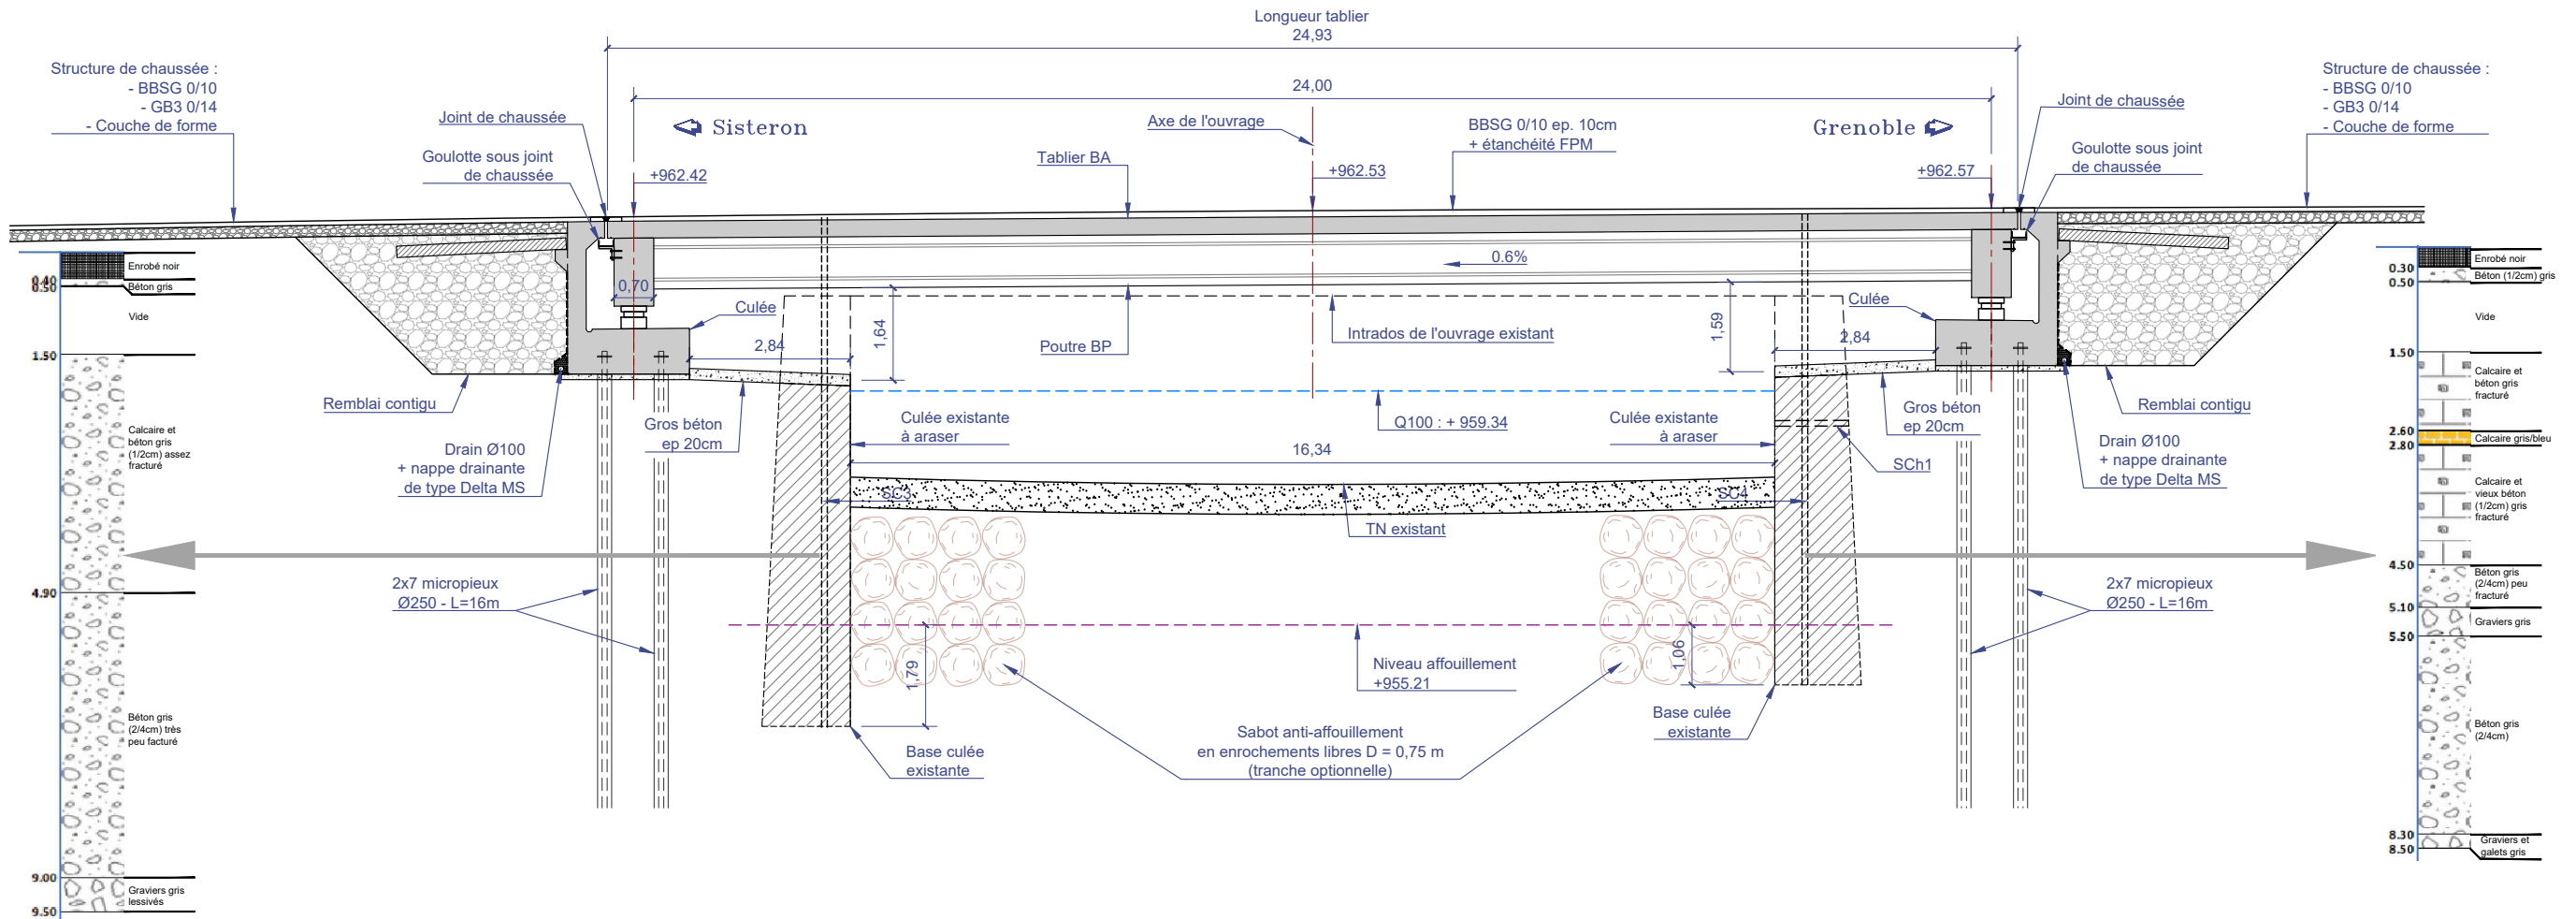 Longueur tablier
24,93
24,00
Structure de chaussée :
- BBSG 0/10
- GB3 0/14
- Couche de forme
Joint de chaussée
Goulotte sous joint
de chaussée
Sisteron
+962.42
Tablier BA
Axe de l'ouvrage
+962.53
BBSG 0/10 ep. 10cm
+ étanchéité FPM
Grenoble
+962.57
Joint de chaussée
Goulotte sous joint
de chaussée
Structure de chaussée :
- BBSG 0/10
- GB3 0/14
- Couche de forme
0.6%
0,70
Culée
1,64
2,84
Poutre BP
Intrados de l'ouvrage existant
1,59
Culée
2,84
Remblai contigu
Drain Ø100
+ nappe drainante
de type Delta MS
Gros béton
ep 20cm
Culée existante
à araser
Q100 : + 959.34
Culée existante
à araser
16,34
Gros béton
ep 20cm
SCh1
Remblai contigu
Drain Ø100
+ nappe drainante
de type Delta MS
SC3
SC4
TN existant
2x7 micropieux
Ø250 - L=16m
2x7 micropieux
Ø250 - L=16m
1,79
1,06
Niveau affouillement
+955.21
Base culée
existante
Sabot anti-affouillement
en enrochements libres D = 0,75 m
(tranche optionnelle)
Base culée
existante
Enrobé noir
0.40
0.50
Béton gris
Vide
1.50
Calcaire et
béton gris
(1/2cm) assez
fracturé
4.90
Béton gris
(2/4cm) très
peu facturé
9.00
Graviers gris
lessivés
9.50
Enrobé noir
0.30
Béton (1/2cm) gris
0.50
Vide
1.50
Calcaire et
béton gris
fracturé
2.60
Calcaire gris/bleu
2.80
Calcaire et
vieux béton
(1/2cm) gris
fracturé
4.50
Béton gris
(2/4cm) peu
fracturé
5.10
Graviers gris
5.50
Béton gris
(2/4cm)
8.30
Graviers et
galets gris
8.50